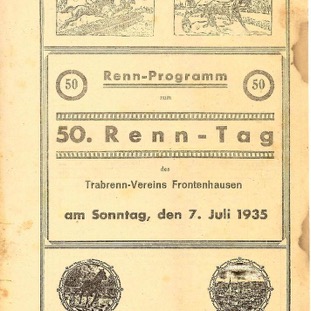 50 Renn-Programm 50
zum
50. Renn-Tag
des
Trabrenn-Vereins Frontenhausen
am Sonntag, den 7. Juli 1935